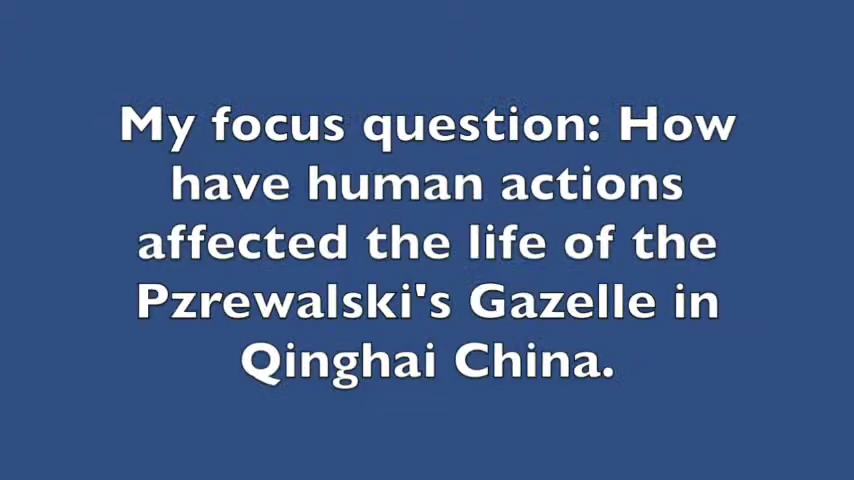 My focus question: How
have human actions
affected the life of the
Pzrewalski's Gazelle in
Qinghai China.